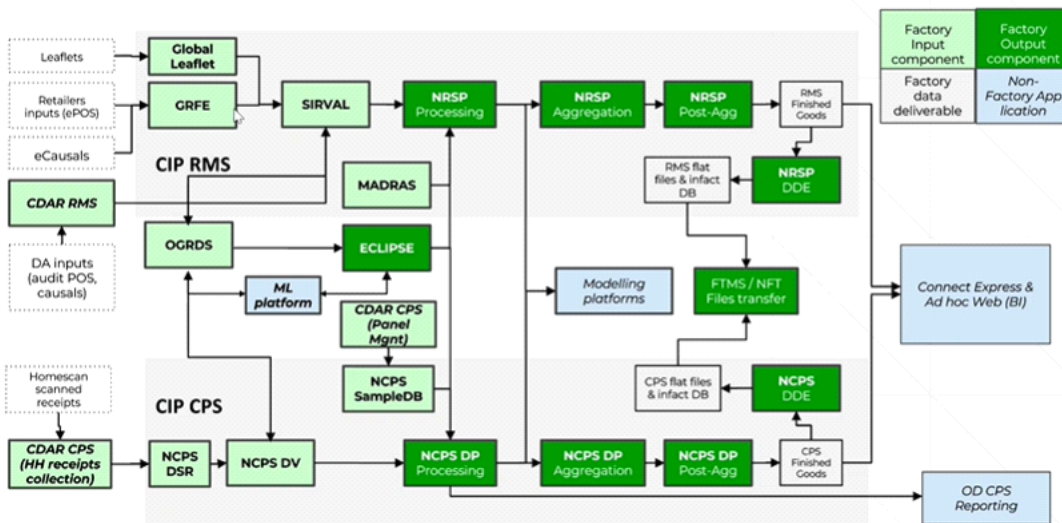 Leaflets
Global
Leaflet
Retailers
inputs (ePOS)
GRFE
SIRVAL
NRSP
Processing
NRSP
Aggregation
NRSP
Post-Agg
RMS
Finished
Goods
Factory
Input
component
Factory
Output
component
Factory
data
deliverable
Non-
Factory App
lication
eCausals
CIP RMS
MADRAS
RMS flat
files & infact
DB
NRSP
DDE
CDAR RMS
DA inputs
(audit POS,
causals)
OGRDS
ECLIPSE
ML
platform
Modelling
platforms
FTMS / NFT
Files transfer
Connect Express &
Ad hoc Web (BI)
CDAR CPS
(Panel
Mgnt)
Homescan
scanned
receipts
CIP CPS
NCPS
SampleDB
CPS flat files
& infact DB
NCPS
DDE
CDAR CPS
(HH receipts
collection)
NCPS
DSR
NCPS DV
NCPS DP
Processing
NCPS DP
Aggregation
NCPS DP
Post-Agg
CPS
Finished
Goods
OD CPS
Reporting